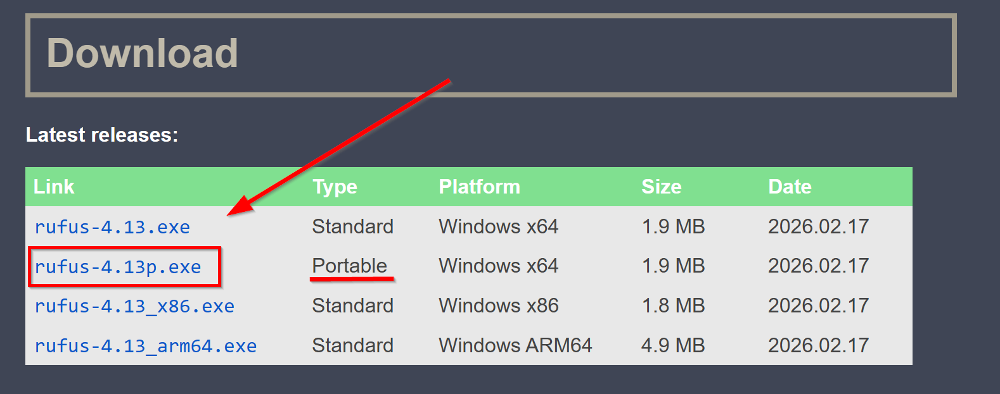 Download
Latest releases:
Link Type Platform Size Date
rufus-4.13.exe Standard Windows x64 1.9 MB 2026.02.17
rufus-4.13p.exe Portable Windows x64 1.9 MB 2026.02.17
rufus-4.13_x86.exe Standard Windows x86 1.8 MB 2026.02.17
rufus-4.13_arm64.exe Standard Windows ARM64 4.9 MB 2026.02.17